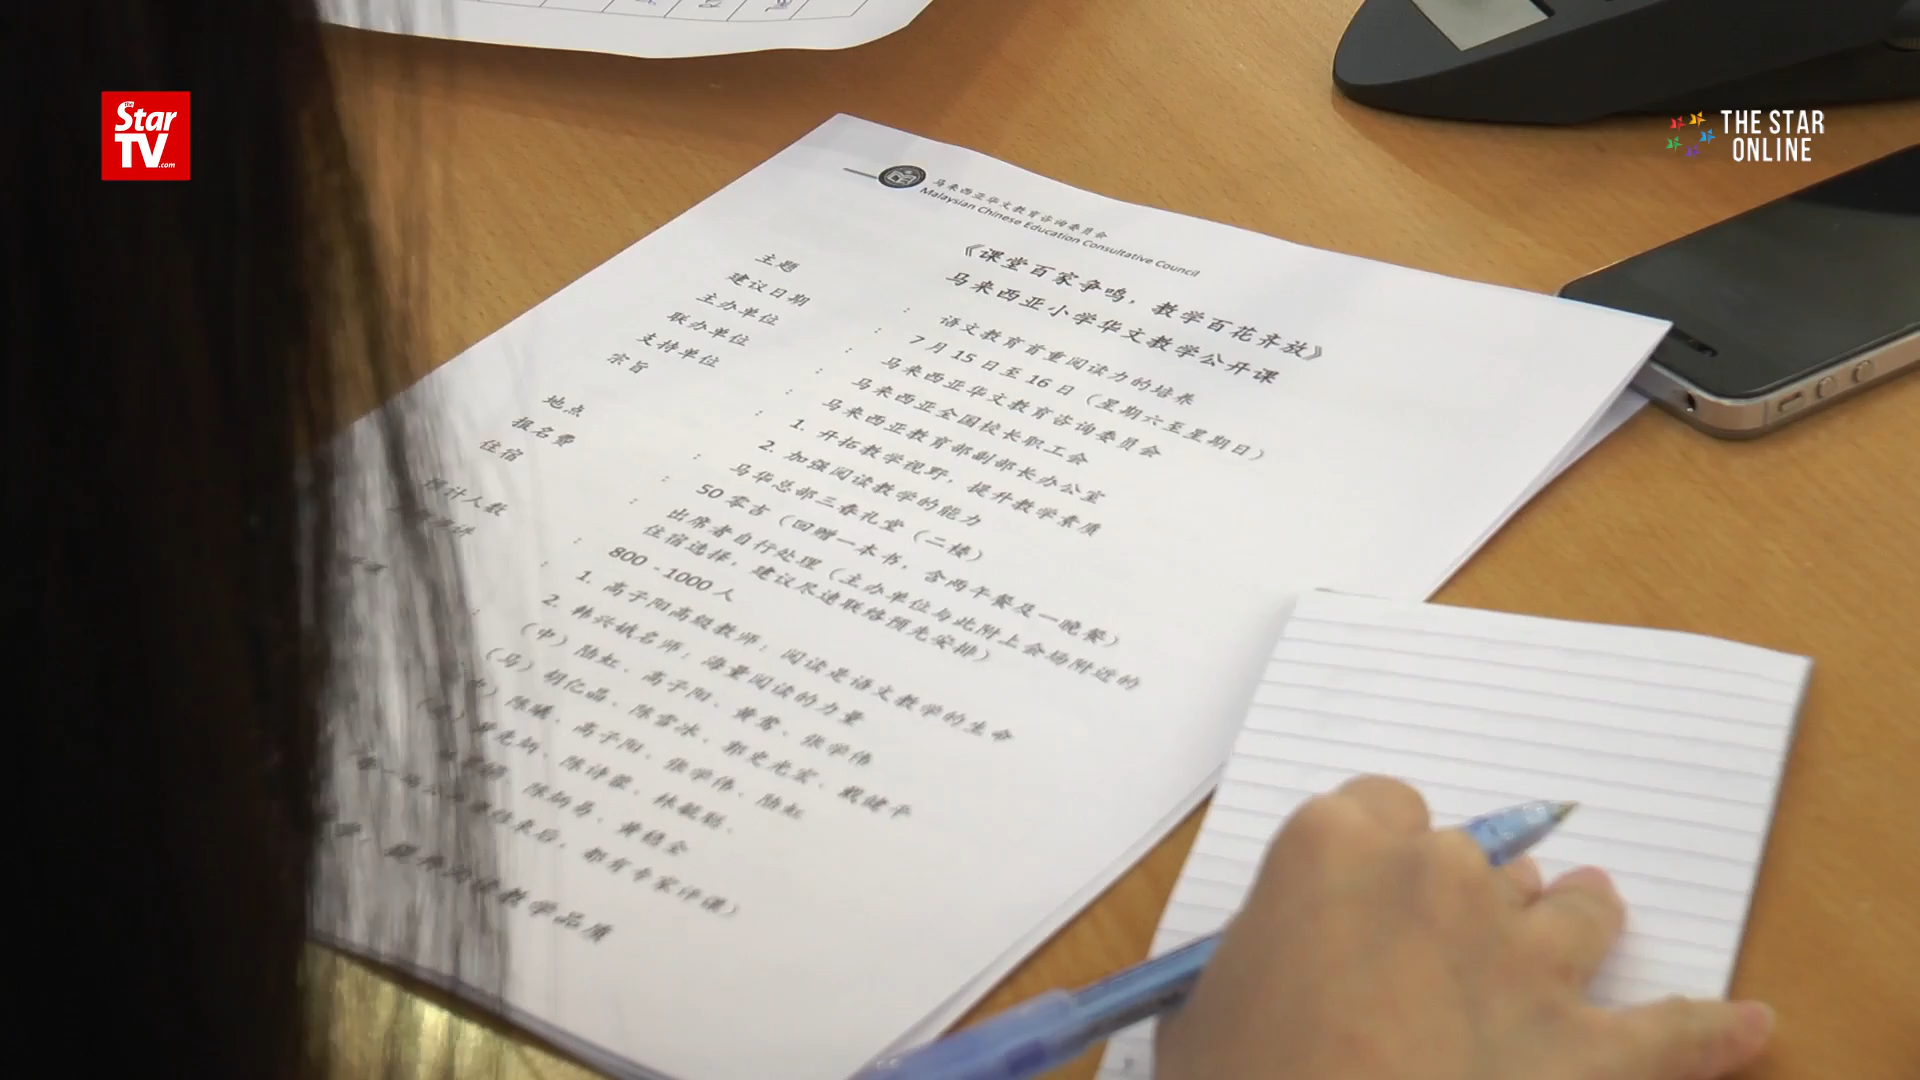 The Star TV.com
THE STAR ONLINE
马来西亚华文教育咨询委员会
Malaysian Chinese Education Consultative Council
《课堂百家争鸣,教学百花齐放》
马来西亚小学华文教学公开课
主题 : 语文教育首重阅读力的培养
建议日期 : 7月15日至16日(星期六至星期日)
主办单位 : 马来西亚华文教育咨询委员会
联办单位 : 马来西亚全国校长职工会
支持单位 : 马来西亚教育部副部长办公室
宗旨 : 1. 开拓教学视野,提升教学素质
2. 加强阅读教学的能力
地点 : 马华总部三春礼堂(二楼)
报名费 : 50 零吉(回赠一本书,含两午餐及一晚餐)
住宿 : 出席者自行处理(主办单位与此附上会场附近的
住宿选择,建议尽速联络预先安排)
预计人数 : 800 - 1000 人
: 1. 高子阳高级教师:阅读是语文教学的生命
2. 韩兴娥名师:海量阅读的力量
: (中)陆虹、高子阳、黄莺、张学伟
(马)胡亿晶、陈雪冰、郭史光宏、戴健平
陈曦、高子阳、张学伟、陆虹
陈诗蓉、林毓聪、
陈炳易、黄稳全
都有专家评课)
提升阅读教学品质